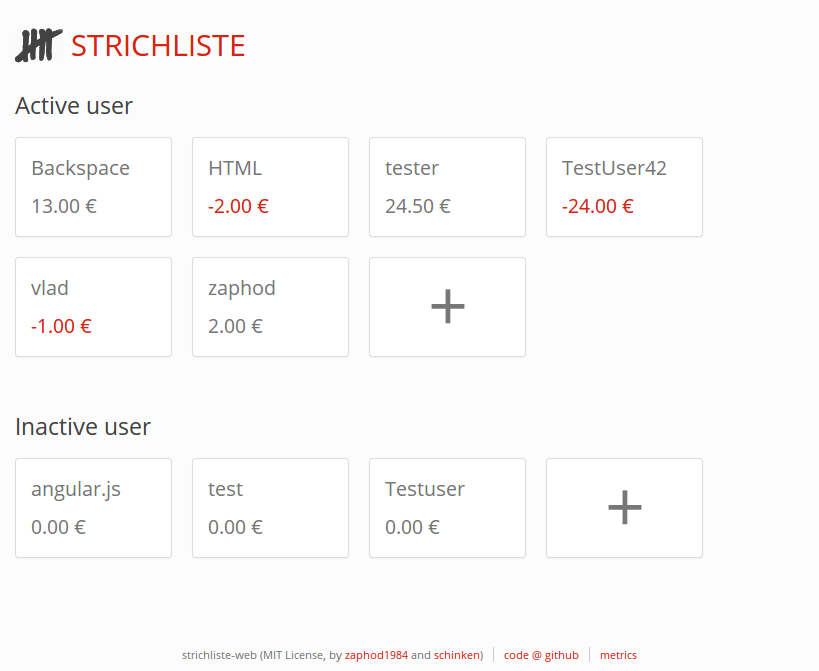 STRICHLISTE
Active user
Backspace
13.00 €
HTML
-2.00 €
tester
24.50 €
TestUser42
-24.00 €
vlad
-1.00 €
zaphod
2.00 €
Inactive user
angular.js
0.00 €
test
0.00 €
Testuser
0.00 €
strichliste-web (MIT License, by zaphod1984 and schinken) code @ github metrics